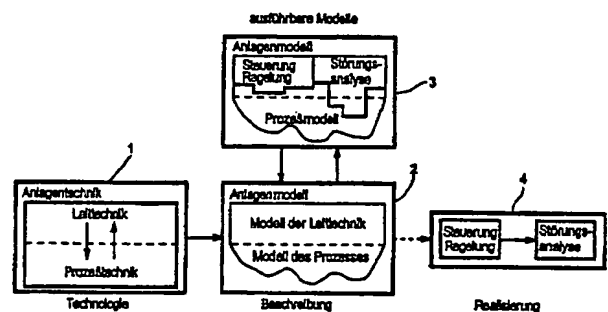 ausführbare Modelle
Anlagenmodell
Steuerung
Regelung
Störungs-
analyse
Prozeßmodell
3
1
Anlagentechnik
Leittechnik
Prozeßtechnik
Technologie
2
Anlagenmodell
Modell der Leittechnik
Modell des Prozesses
Beschreibung
4
Steuerung
Regelung
Störungs-
analyse
Realisierung